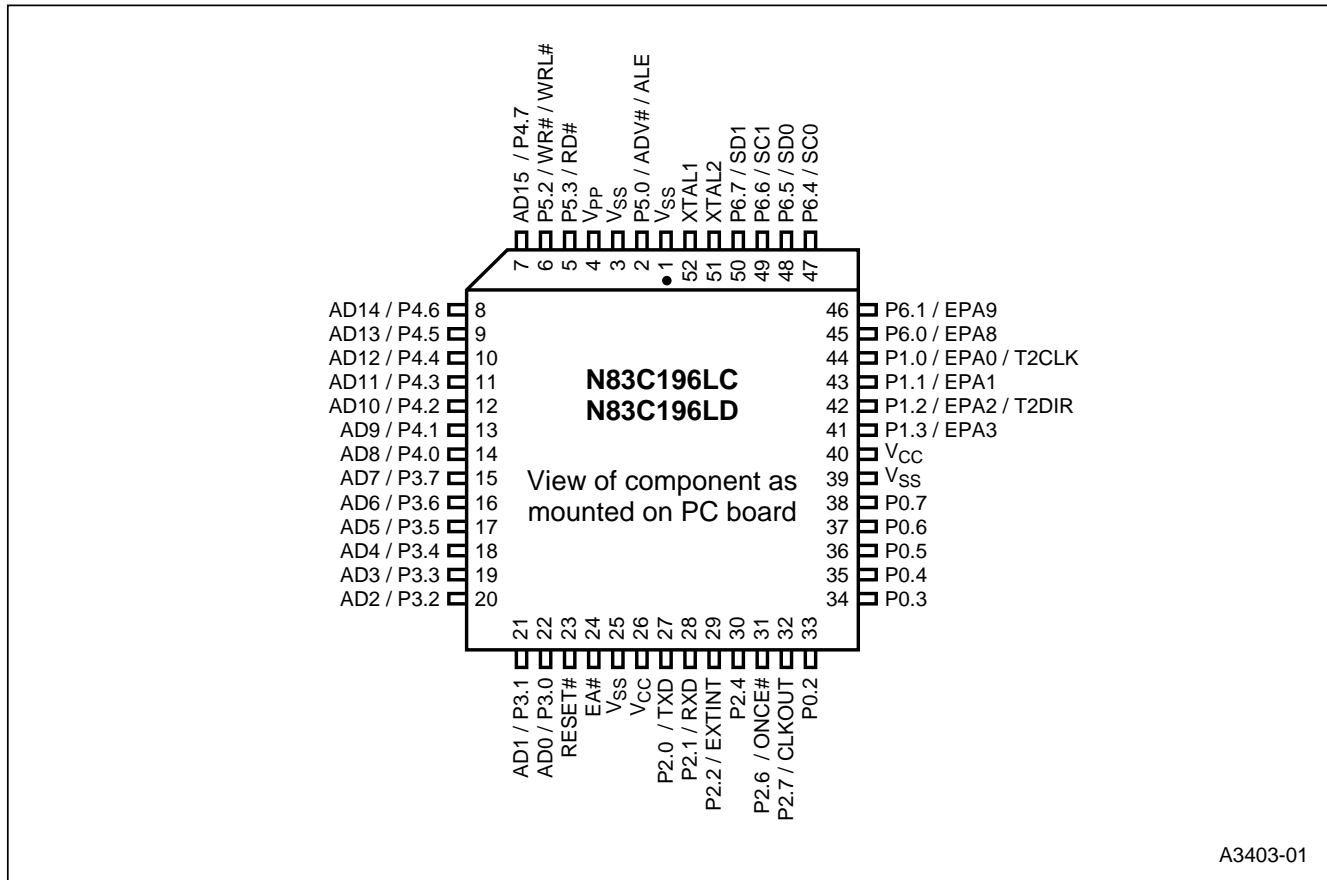 AD15 / P4.7
P5.2 / WR# / WRL#
P5.3 / RD#
VPP
VSS
P5.0 / ADV# / ALE
VSS
XTAL1
XTAL2
P6.7 / SD1
P6.6 / SC1
P6.5 / SD0
P6.4 / SC0
7
6
5
4
3
2
1
52
51
50
49
48
47
AD14 / P4.6 8
AD13 / P4.5 9
AD12 / P4.4 10
AD11 / P4.3 11
AD10 / P4.2 12
AD9 / P4.1 13
AD8 / P4.0 14
AD7 / P3.7 15
AD6 / P3.6 16
AD5 / P3.5 17
AD4 / P3.4 18
AD3 / P3.3 19
AD2 / P3.2 20
N83C196LC
N83C196LD
View of component as
mounted on PC board
46 P6.1 / EPA9
45 P6.0 / EPA8
44 P1.0 / EPA0 / T2CLK
43 P1.1 / EPA1
42 P1.2 / EPA2 / T2DIR
41 P1.3 / EPA3
40 VCC
39 VSS
38 P0.7
37 P0.6
36 P0.5
35 P0.4
34 P0.3
21
22
23
24
25
26
27
28
29
30
31
32
33
AD1 / P3.1
AD0 / P3.0
RESET#
EA#
VSS
VCC
P2.0 / TXD
P2.1 / RXD
P2.2 / EXTINT
P2.4
P2.6 / ONCE#
P2.7 / CLKOUT
P0.2
A3403-01